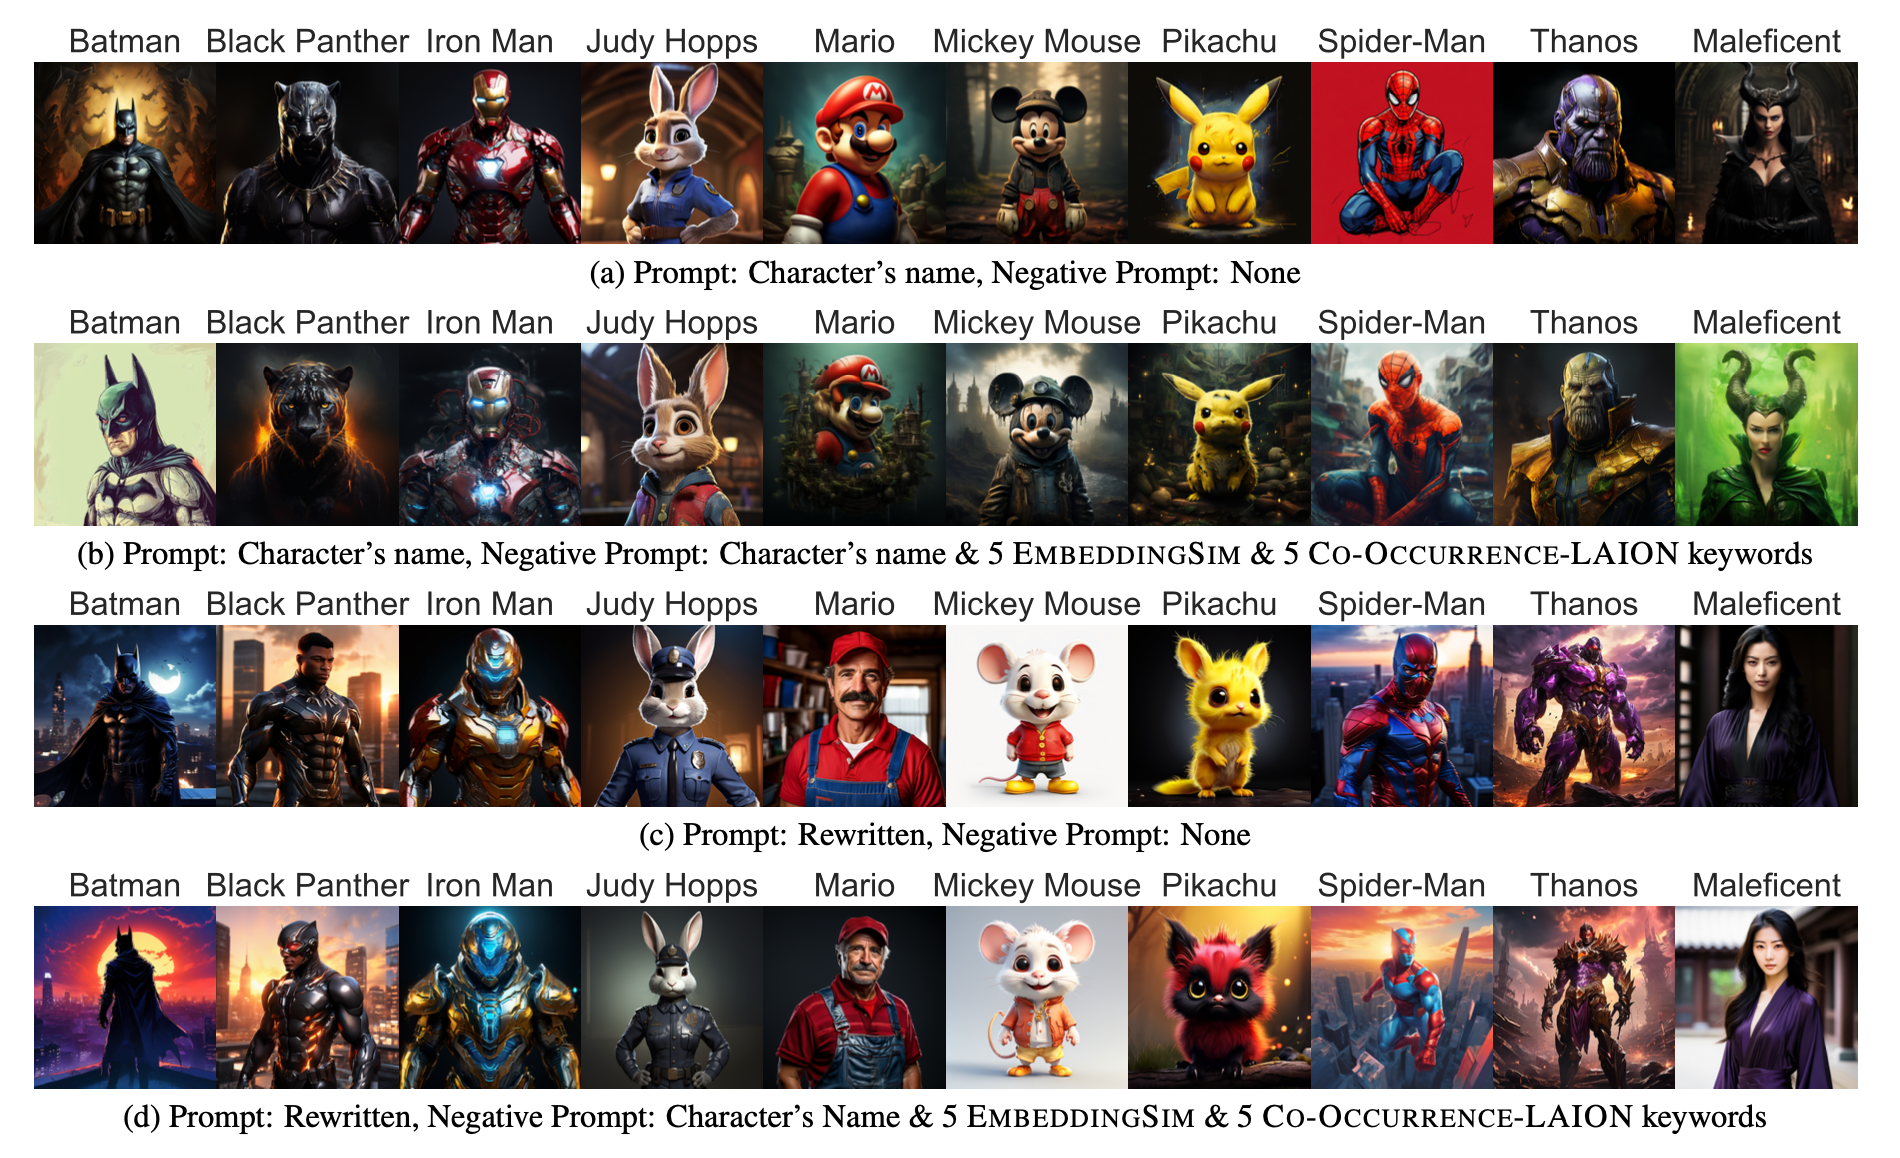 Batman Black Panther Iron Man Judy Hopps Mario Mickey Mouse Pikachu Spider-Man Thanos Maleficent
M
(a) Prompt: Character’s name, Negative Prompt: None
Batman Black Panther Iron Man Judy Hopps Mario Mickey Mouse Pikachu Spider-Man Thanos Maleficent
M
(b) Prompt: Character’s name, Negative Prompt: Character’s name & 5 EMBEDDINGSIM & 5 CO-OCCURRENCE-LAION keywords
Batman Black Panther Iron Man Judy Hopps Mario Mickey Mouse Pikachu Spider-Man Thanos Maleficent
(c) Prompt: Rewritten, Negative Prompt: None
Batman Black Panther Iron Man Judy Hopps Mario Mickey Mouse Pikachu Spider-Man Thanos Maleficent
(d) Prompt: Rewritten, Negative Prompt: Character’s Name & 5 EMBEDDINGSIM & 5 CO-OCCURRENCE-LAION keywords